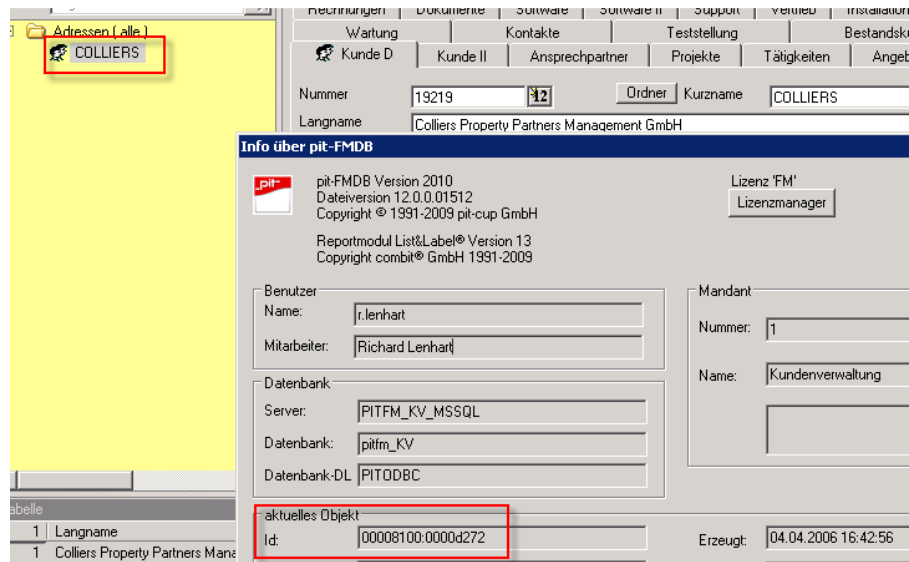 Rechnungen Dokumente Software Software II Support Vertrieb Installation
Adressen ( alle )
COLLIERS
Wartung Kontakte Teststellung
Kunde D Kunde II Ansprechpartner Projekte Tätigkeiten
Nummer 19219 12 Ordner Kurzname COLLIERS
Langname Colliers Property Partners Management GmbH
Info über pit-FMDB
.pit-
pit-FMDB Version 2010
Dateiversion 12.0.0.01512
Copyright © 1991-2009 pit-cup GmbH
Lizenz 'FM'
Lizenzmanager
Reportmodul List&Label® Version 13
Copyright combit® GmbH 1991-2009
Benutzer
Name: r.lenhart
Mitarbeiter: Richard Lenhart
Mandant
Nummer: 1
Name: Kundenverwaltung
Datenbank
Server: PITFM_KV_MSSQL
Datenbank: pitfm_KV
Datenbank-DL PITODBC
aktuelles Objekt
Id: 00008100:0000d272
Erzeugt: 04.04.2006 16:42:56
1 Langname
1 Colliers Property Partners Mana